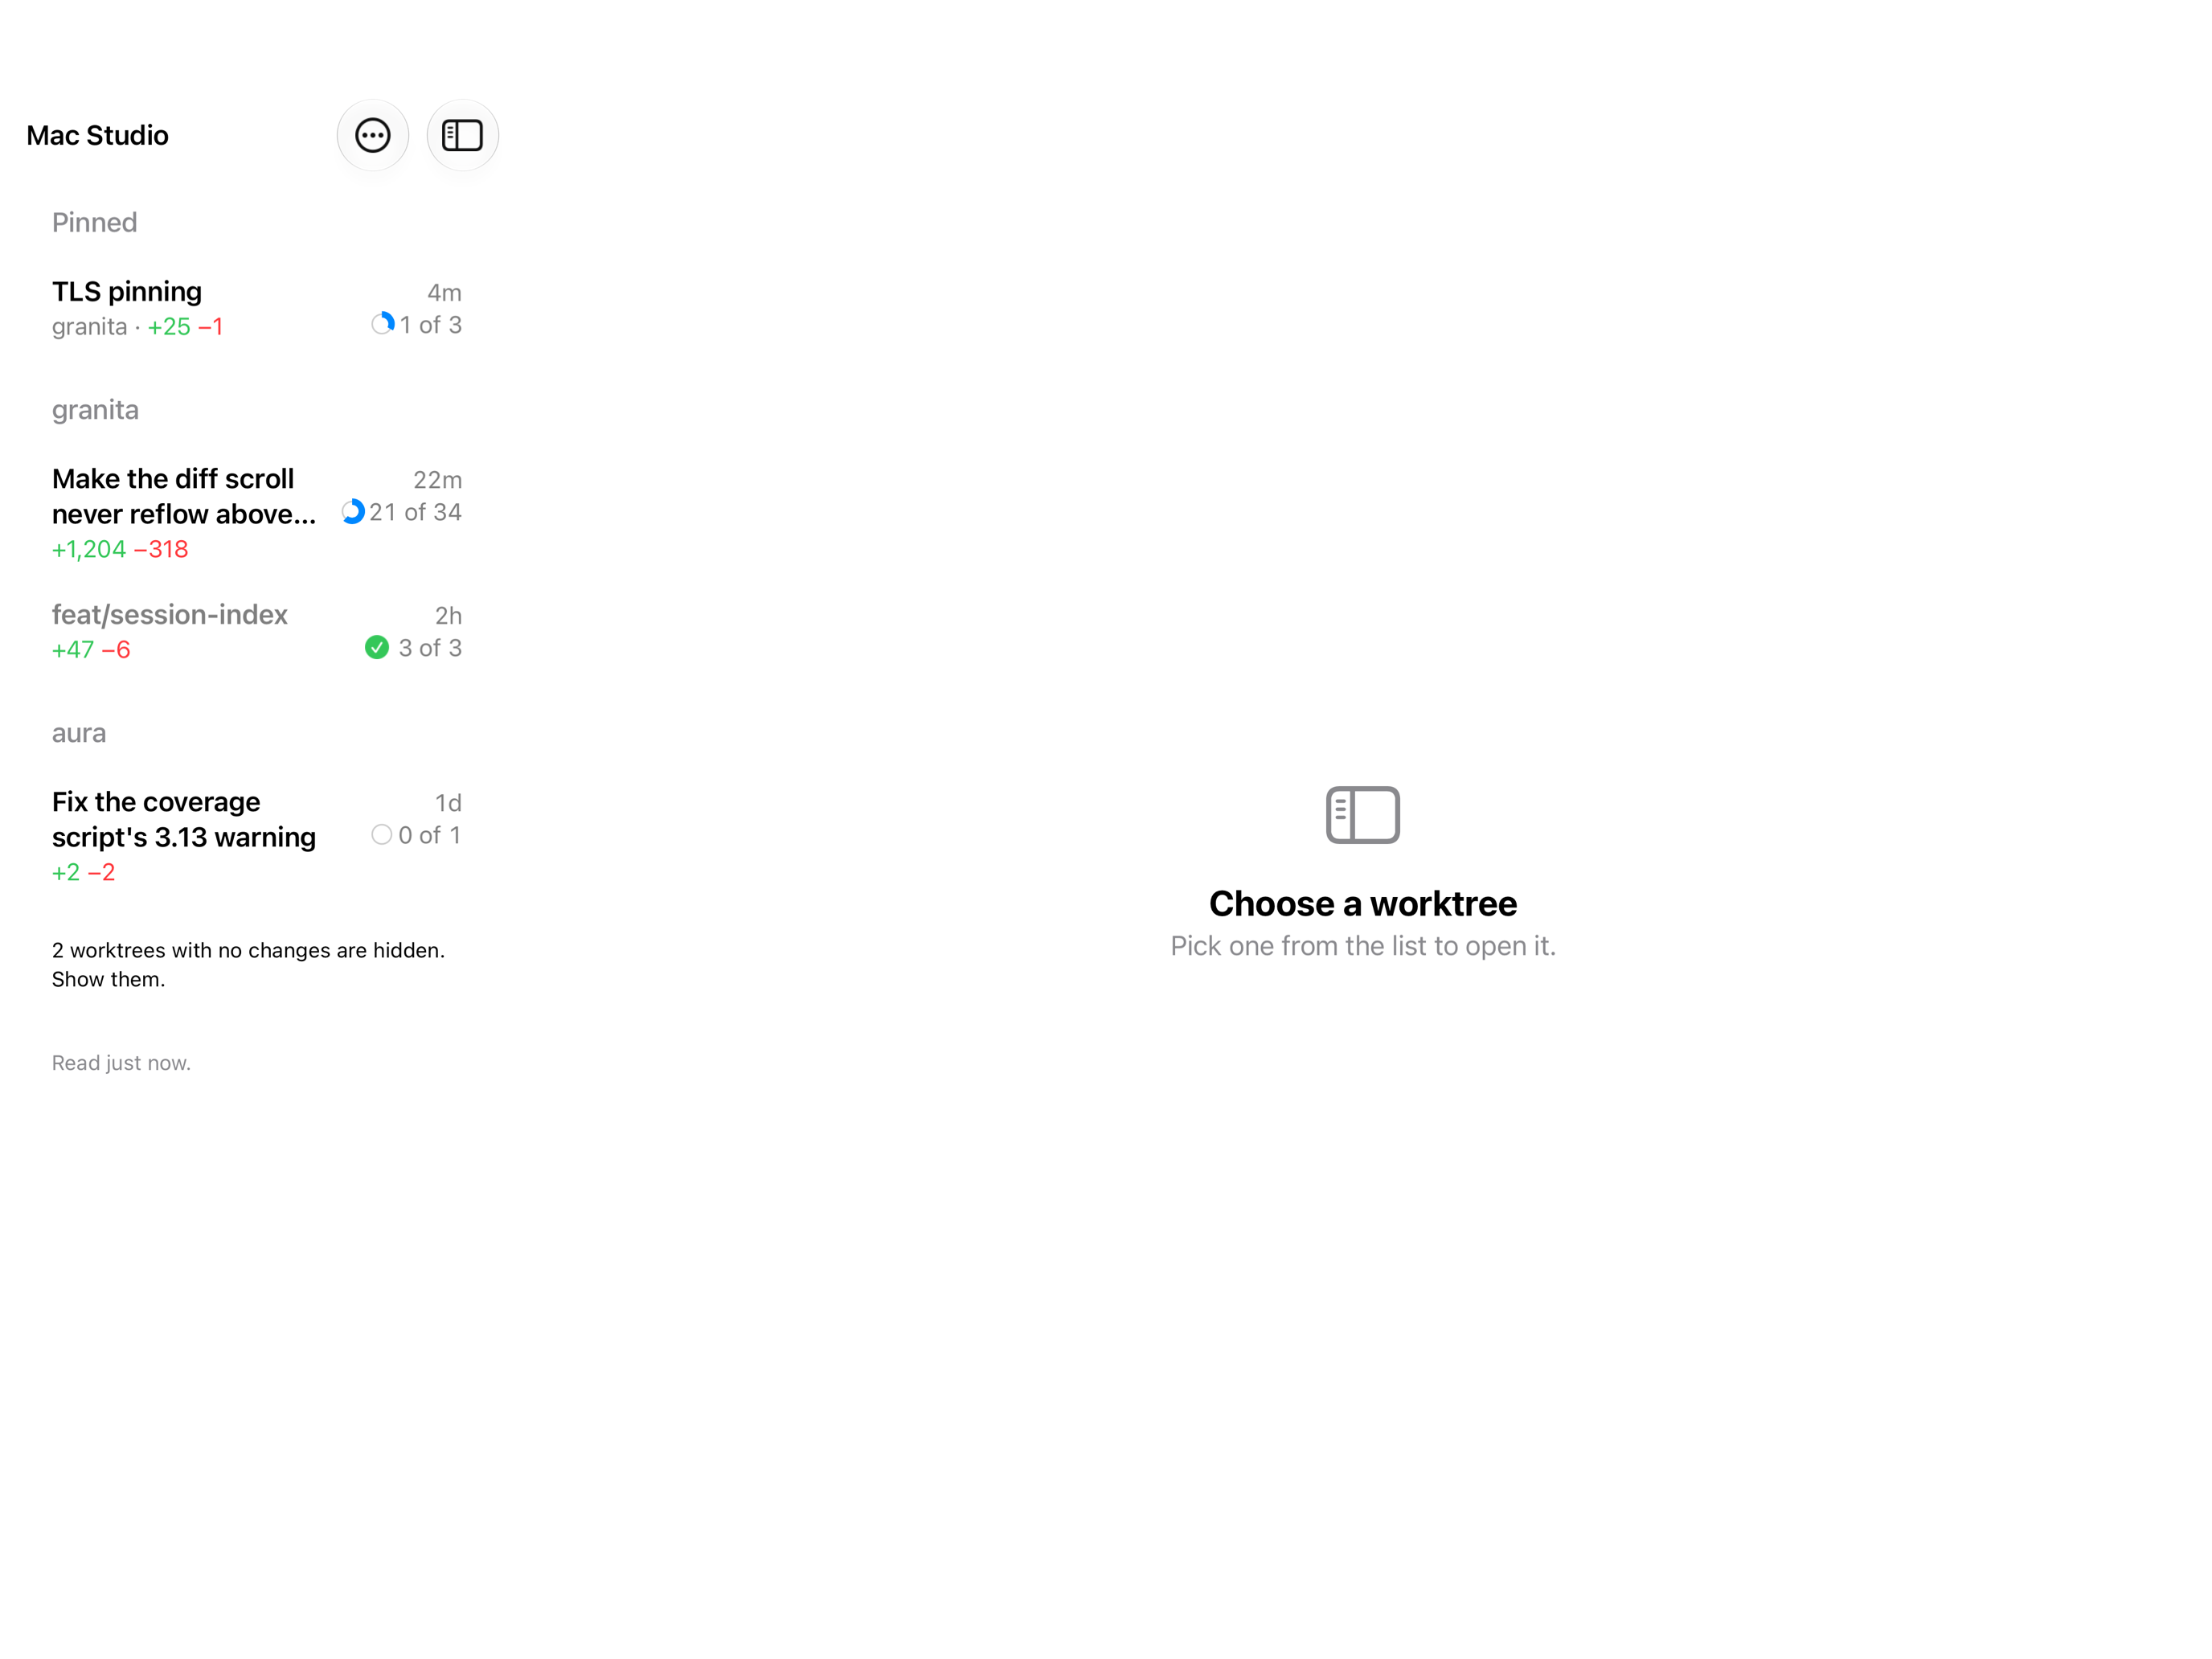 Mac Studio
Pinned
TLS pinning
4m
granita · +25 −1
1 of 3
granita
Make the diff scroll
22m
never reflow above…
21 of 34
+1,204 −318
feat/session-index
2h
+47 −6
3 of 3
aura
Fix the coverage
1d
script's 3.13 warning
0 of 1
+2 −2
2 worktrees with no changes are hidden.
Show them.
Read just now.
Choose a worktree
Pick one from the list to open it.